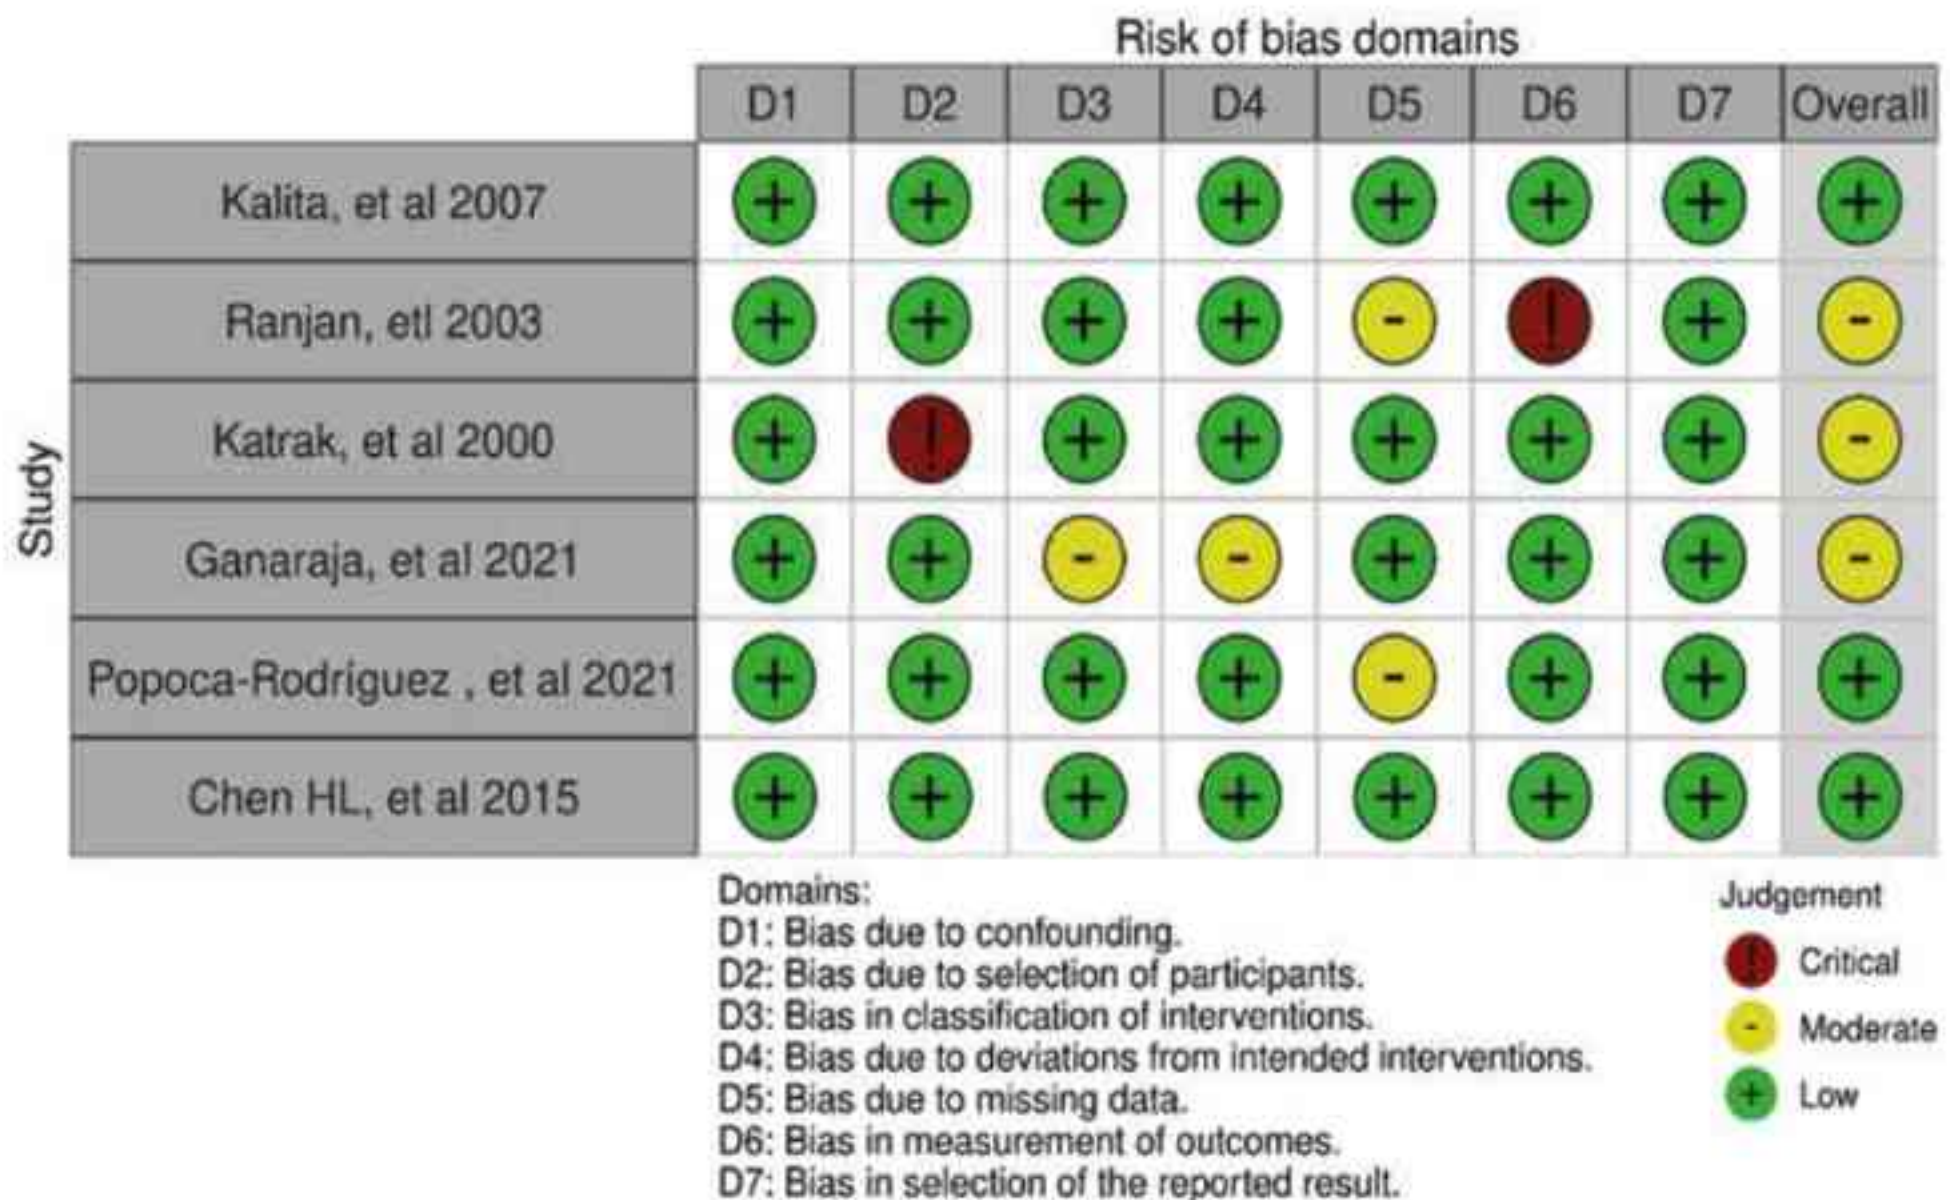 Risk of bias domains
D1 D2 D3 D4 D5 D6 D7 Overall
Study
Kalita, et al 2007 + + + + + + + +
Ranjan, etl 2003 + + + + - ! + -
Katrak, et al 2000 + ! + + + + + -
Ganaraja, et al 2021 + + - - + + + -
Popoca-Rodríguez , et al 2021 + + + + - + + +
Chen HL, et al 2015 + + + + + + + +
Domains:
D1: Bias due to confounding.
D2: Bias due to selection of participants.
D3: Bias in classification of interventions.
D4: Bias due to deviations from intended interventions.
D5: Bias due to missing data.
D6: Bias in measurement of outcomes.
D7: Bias in selection of the reported result.
Judgement
! Critical
- Moderate
+ Low